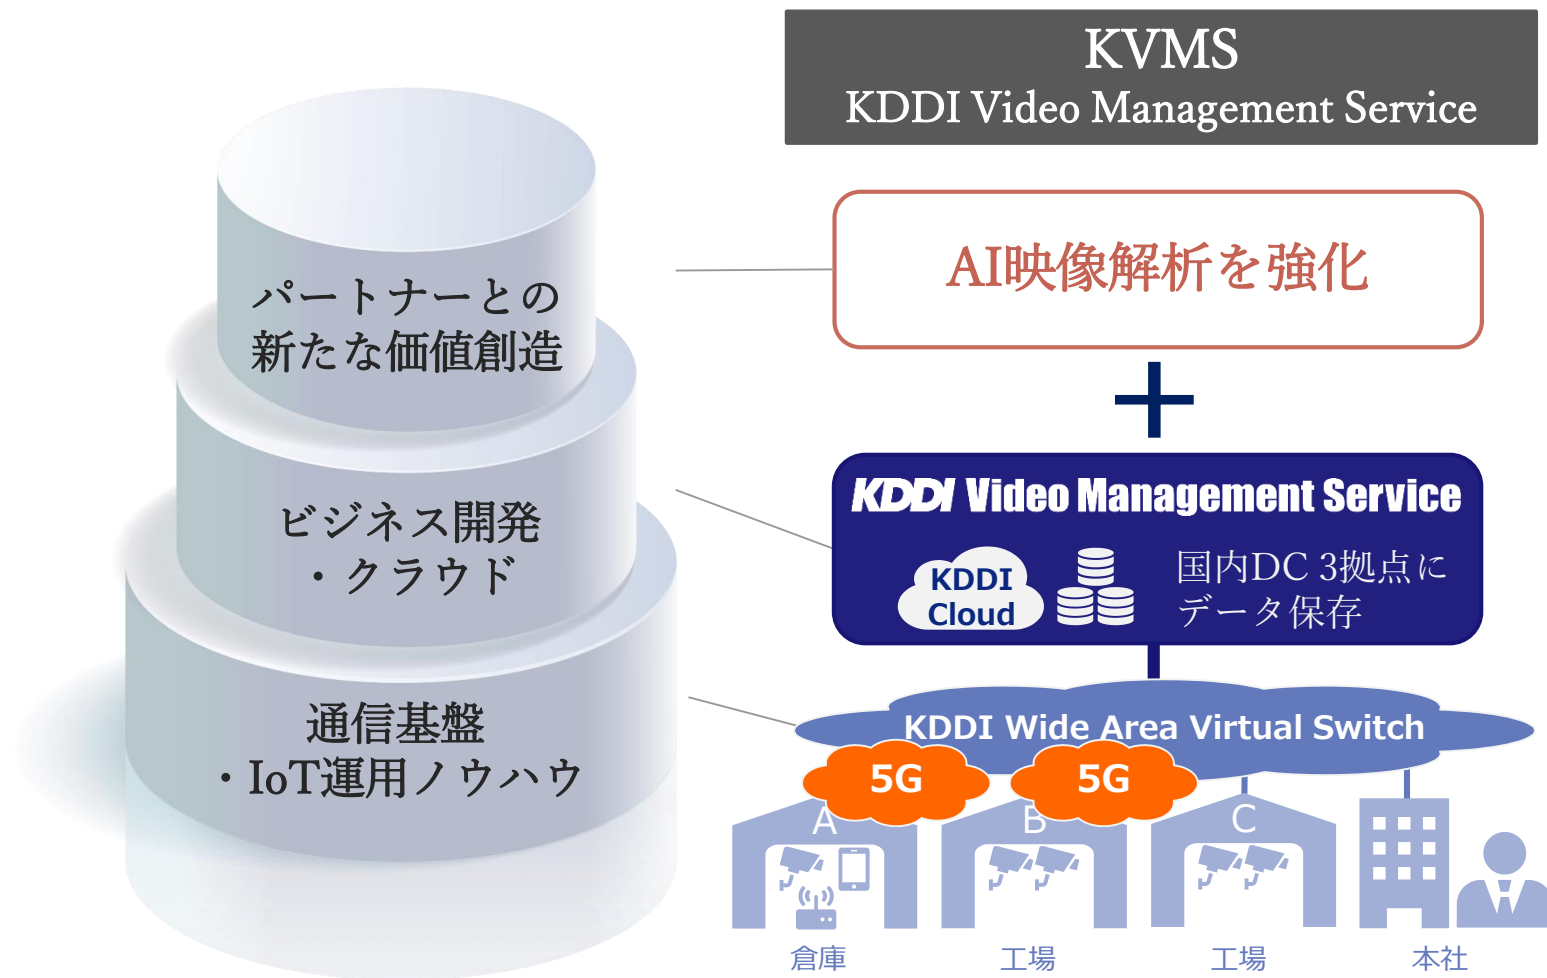 KVMS
KDDI Video Management Service
パートナーとの
新たな価値創造
AI映像解析を強化
ビジネス開発
・クラウド
KDDI Video Management Service
KDDI
Cloud
国内DC 3拠点に
データ保存
通信基盤
・IoT運用ノウハウ
KDDI Wide Area Virtual Switch
5G
5G
A
B
C
倉庫
工場
工場
本社